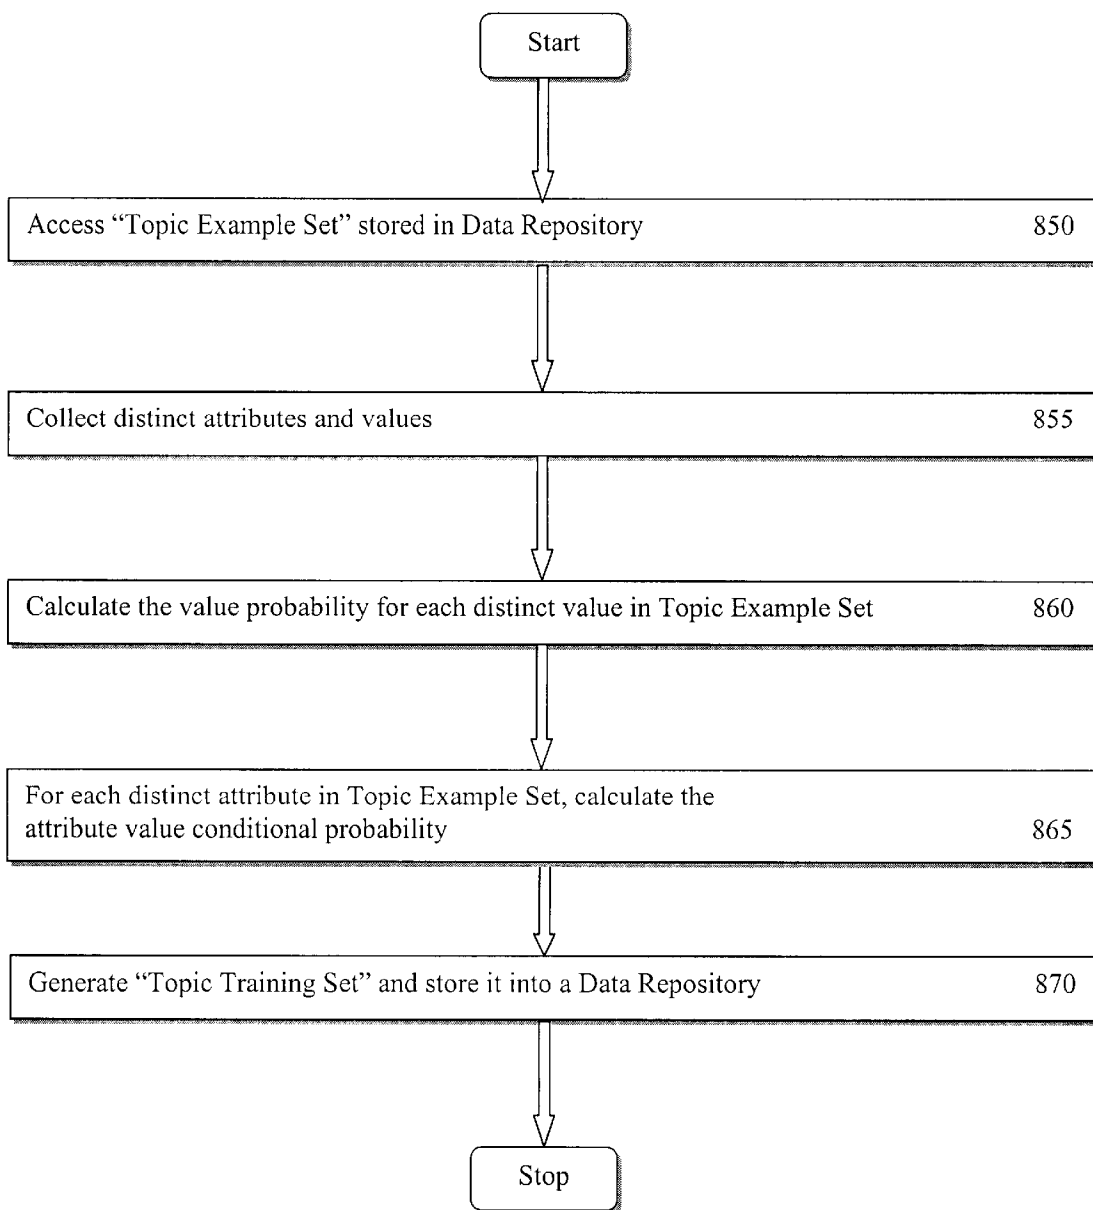 Start
Access “Topic Example Set” stored in Data Repository 850
Collect distinct attributes and values 855
Calculate the value probability for each distinct value in Topic Example Set 860
For each distinct attribute in Topic Example Set, calculate the
attribute value conditional probability 865
Generate “Topic Training Set” and store it into a Data Repository 870
Stop